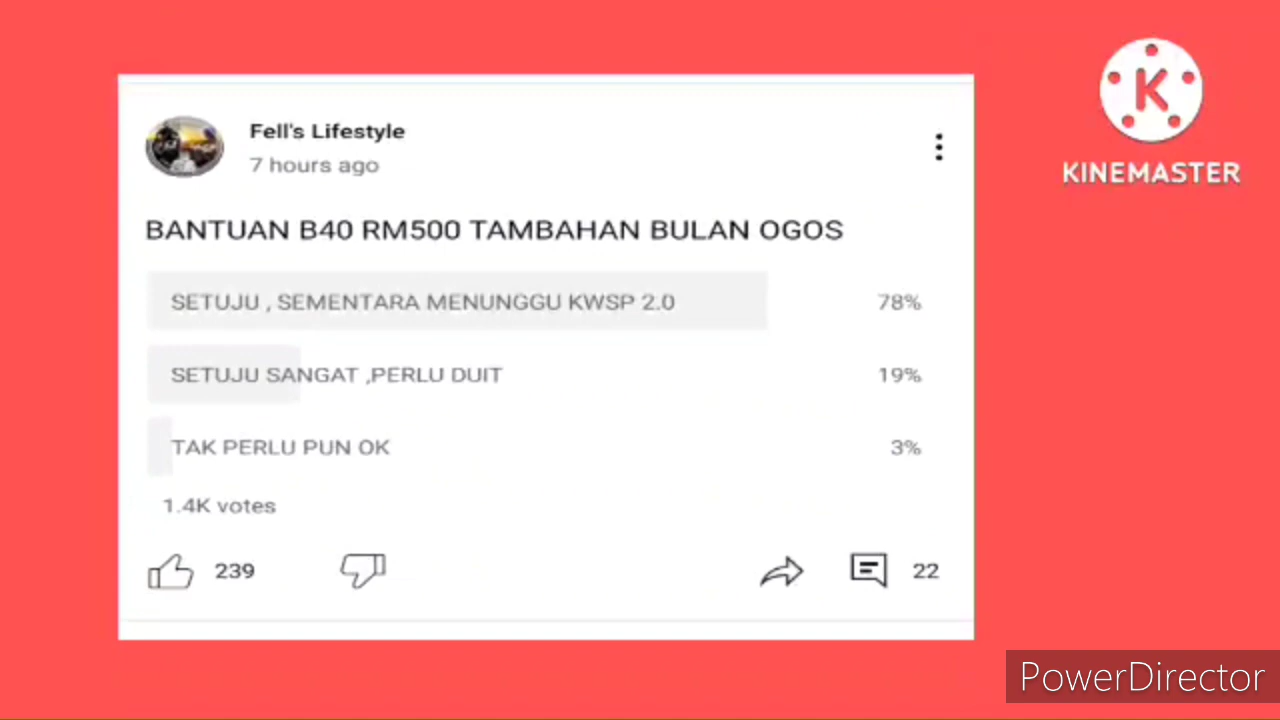 Fell's Lifestyle
7 hours ago
K
KINEMASTER
BANTUAN B40 RM500 TAMBAHAN BULAN OGOS
SETUJU , SEMENTARA MENUNGGU KWSP 2.0 78%
SETUJU SANGAT ,PERLU DUIT 19%
TAK PERLU PUN OK 3%
1.4K votes
239 22
PowerDirector